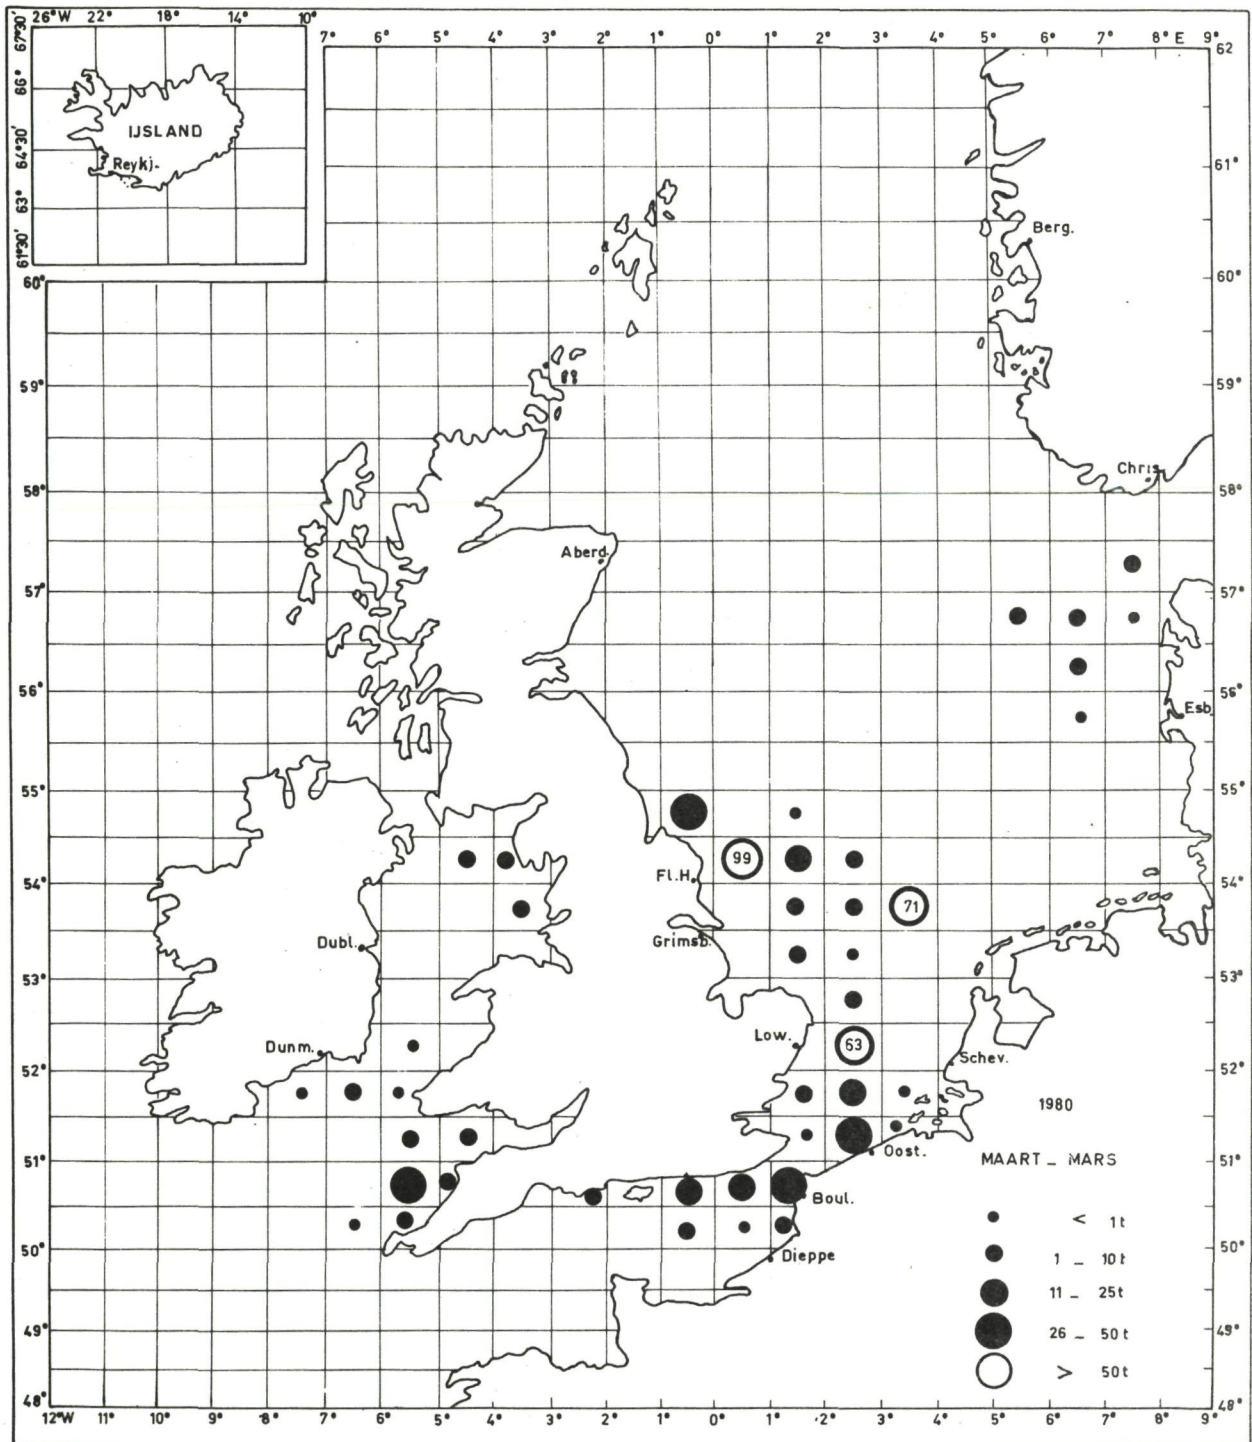 26°W 22° 18° 14° 10°
67°30'
66°
64°30'
63°
61°30'
IJSLAND
Reykj.
7° 6° 5° 4° 3° 2° 1° 0° 1° 2° 3° 4° 5° 6° 7° 8° E 9°
62
61°
Berg.
60° 60°
59° 59°
Chris
58° 58°
Aberd.
57° 57°
56° 56°
Esb
55° 55°
99
54° Fl.H. 71 54°
Dubl. Grimsb.
53° 53°
Dunm. Low. 63
Schev.
52° 52°
1980
Oost.
51° MAART _ MARS 51°
Boul.
< 1t
50° Dieppe 50°
1 _ 10t
11 _ 25t
49° 26 _ 50t 49°
> 50t
48° 48°
12°W 11° 10° 9° 8° 7° 6° 5° 4° 3° 2° 1° 0° 1° 2° 3° 4° 5° 6° 7° 8° 9°